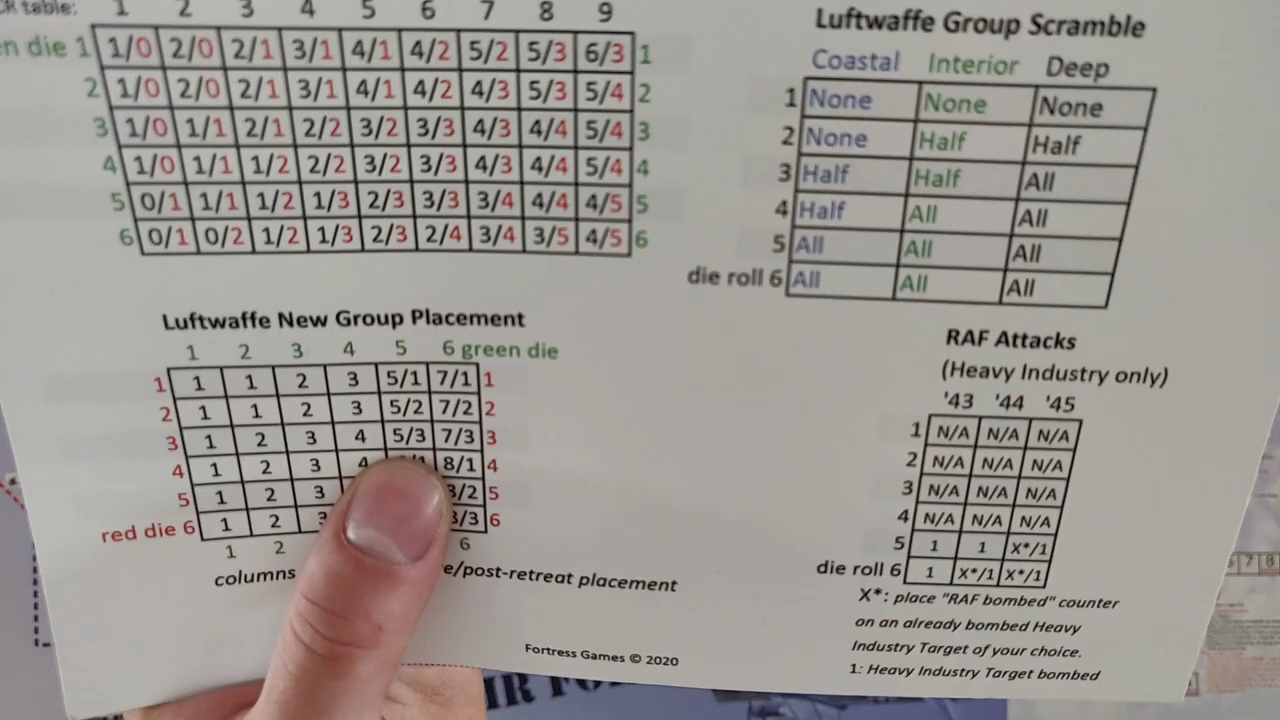 table: 1 2 3 4 5 6 7 8 9
die 1 1/0 2/0 2/1 3/1 4/1 4/2 5/2 5/3 6/3 1
2 1/0 2/0 2/1 3/1 4/1 4/2 4/3 5/3 5/4 2
3 1/0 1/1 2/1 2/2 3/2 3/3 4/3 4/4 5/4 3
4 1/0 1/1 1/2 2/2 3/2 3/3 4/3 4/4 5/4 4
5 0/1 1/1 1/2 1/3 2/3 3/3 3/4 4/4 4/5 5
6 0/1 0/2 1/2 1/3 2/3 2/4 3/4 3/5 4/5 6
Luftwaffe Group Scramble
Coastal Interior Deep
1 None None None
2 None Half Half
3 Half Half All
4 Half All All
5 All All All
die roll 6 All All All
Luftwaffe New Group Placement
1 2 3 4 5 6 green die
1 1 1 2 3 5/1 7/1 1
2 1 1 2 3 5/2 7/2 2
3 1 2 3 4 5/3 7/3 3
4 1 2 3 4 8/1 4
5 1 2 3 5
red die 6 1 2 6
1 2 6
columns
placement
Fortress Games © 2020
RAF Attacks
(Heavy Industry only)
'43 '44 '45
1 N/A N/A N/A
2 N/A N/A N/A
3 N/A N/A N/A
4 N/A N/A N/A
5 1 1 X*/1
die roll 6 1 X*/1 X*/1
X*: place "RAF bombed" counter
on an already bombed Heavy
Industry Target of your choice.
1: Heavy Industry Target bombed
7 8